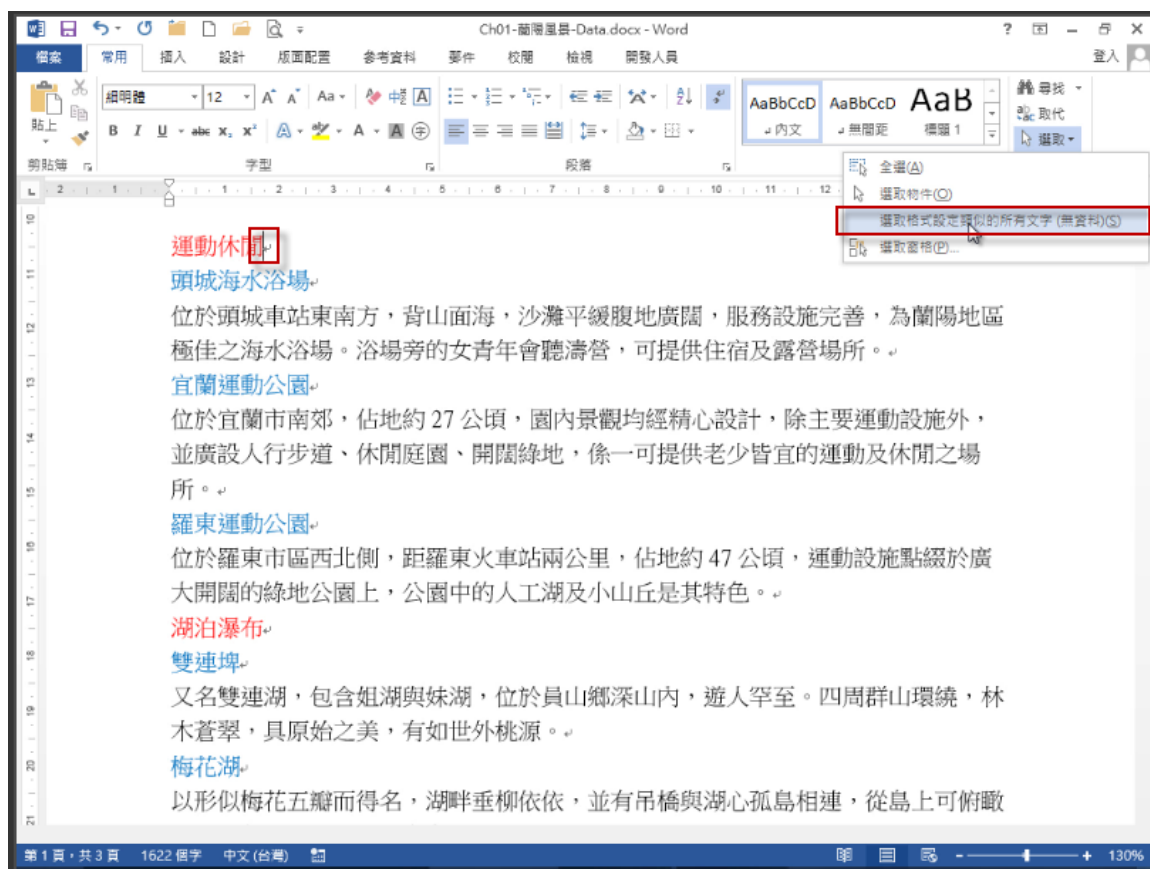 Ch01-蘭陽風景-Data.docx - Word
檔案 常用 插入 設計 版面配置 參考資料 郵件 校閱 檢視 開發人員 登入
貼上 細明體 12 A A Aa 中 A AaBbCcD AaBbCcD AaB 尋找
取代
B I U abc X₂ X² A A A 字 內文 無間距 標題 1 選取
剪貼簿 字型 段落
全選(A)
選取物件(O)
選取格式設定類似的所有文字 (無資料)(S)
選取窗格(P)...
2 1 1 2 3 4 5 6 7 8 9 10 11 12
運動休閒
頭城海水浴場
位於頭城車站東南方，背山面海，沙灘平緩腹地廣闊，服務設施完善，為蘭陽地區
極佳之海水浴場。浴場旁的女青年會聽濤營，可提供住宿及露營場所。
宜蘭運動公園
位於宜蘭市南郊，佔地約 27 公頃，園內景觀均經精心設計，除主要運動設施外，
並廣設人行步道、休閒庭園、開闊綠地，係一可提供老少皆宜的運動及休閒之場
所。
羅東運動公園
位於羅東市區西北側，距羅東火車站兩公里，佔地約 47 公頃，運動設施點綴於廣
大開闊的綠地公園上，公園中的人工湖及小山丘是其特色。
湖泊瀑布
雙連埤
又名雙連湖，包含姐湖與妹湖，位於員山鄉深山內，遊人罕至。四周群山環繞，林
木蒼翠，具原始之美，有如世外桃源。
梅花湖
以形似梅花五瓣而得名，湖畔垂柳依依，並有吊橋與湖心孤島相連，從島上可俯瞰
第 1 頁，共 3 頁 1622 個字 中文 (台灣) 130%